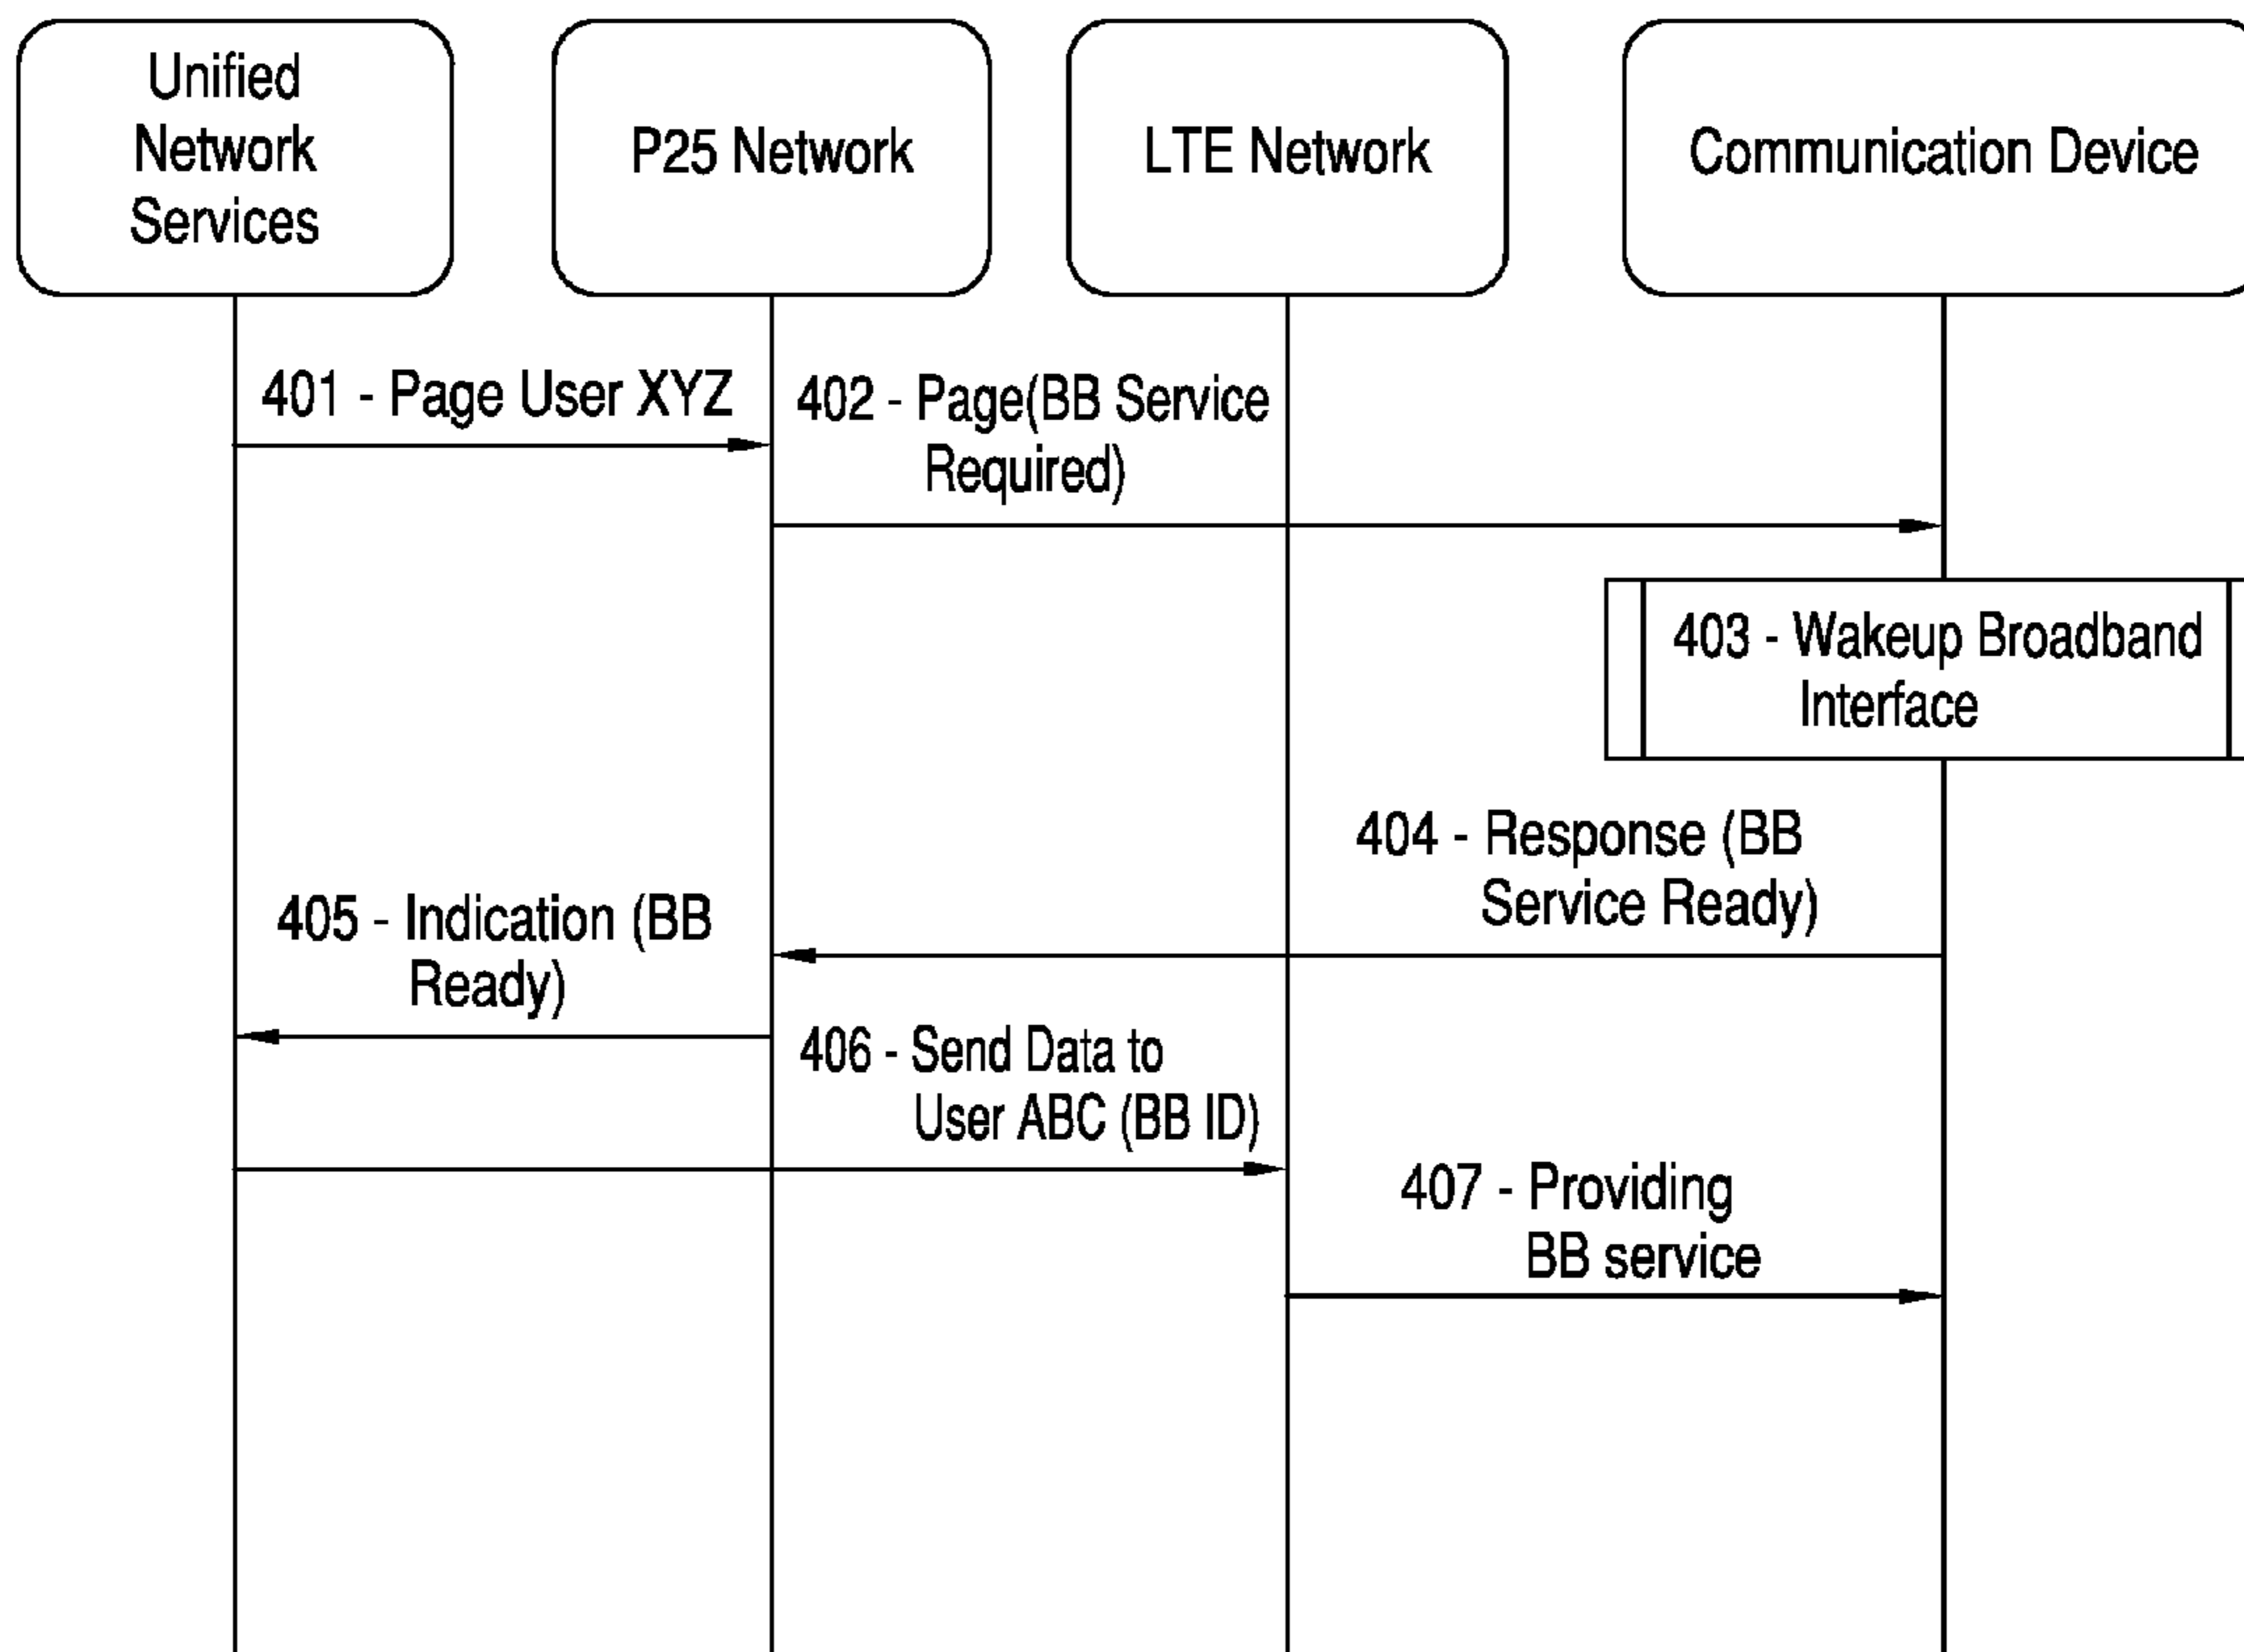 Unified
Network
Services
P25 Network
LTE Network
Communication Device
401 - Page User XYZ
402 - Page(BB Service
Required)
403 - Wakeup Broadband
Interface
404 - Response (BB
Service Ready)
405 - Indication (BB
Ready)
406 - Send Data to
User ABC (BB ID)
407 - Providing
BB service